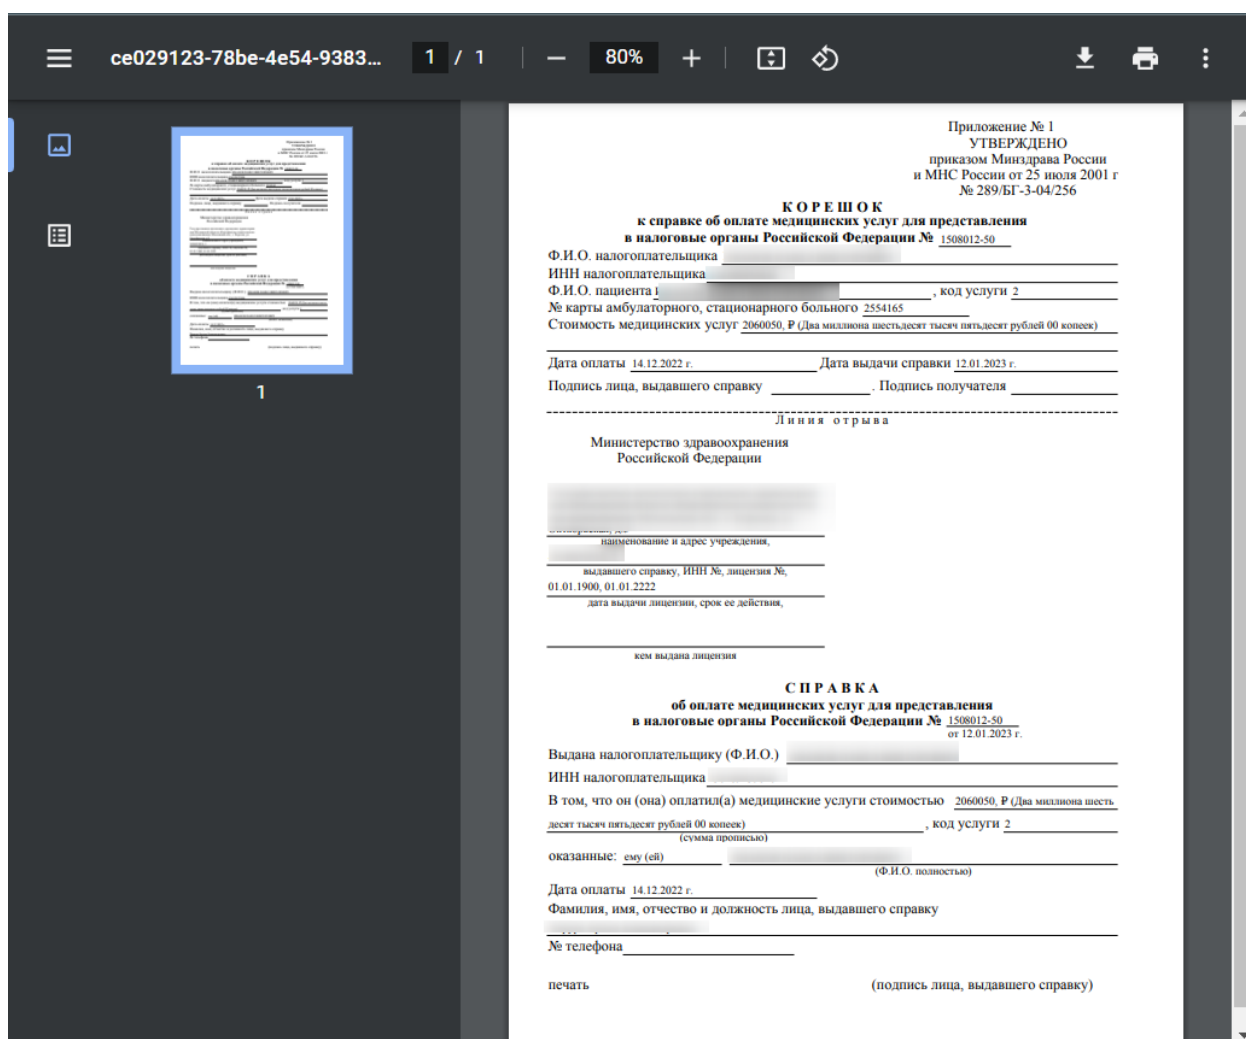 ce029123-78be-4e54-9383... 1 / 1 80%
1
Приложение № 1
УТВЕРЖДЕНО
приказом Минздрава России
и МНС России от 25 июля 2001 г
№ 289/БГ-3-04/256
КОРЕШОК
к справке об оплате медицинских услуг для представления
в налоговые органы Российской Федерации № 1508012-50
Ф.И.О. налогоплательщика
ИНН налогоплательщика
Ф.И.О. пациента , код услуги 2
№ карты амбулаторного, стационарного больного 2554165
Стоимость медицинских услуг 2060050, ₽ (Два миллиона шестьдесят тысяч пятьдесят рублей 00 копеек)
Дата оплаты 14.12.2022 г. Дата выдачи справки 12.01.2023 г.
Подпись лица, выдавшего справку . Подпись получателя
Линия отрыва
Министерство здравоохранения
Российской Федерации
наименование и адрес учреждения,
выдавшего справку, ИНН №, лицензия №,
01.01.1900, 01.01.2222
дата выдачи лицензии, срок ее действия,
кем выдана лицензия
СПРАВКА
об оплате медицинских услуг для представления
в налоговые органы Российской Федерации № 1508012-50
от 12.01.2023 г.
Выдана налогоплательщику (Ф.И.О.)
ИНН налогоплательщика
В том, что он (она) оплатил(а) медицинские услуги стоимостью 2060050, ₽ (Два миллиона шесть
десят тысяч пятьдесят рублей 00 копеек) , код услуги 2
(сумма прописью)
оказанные: ему (ей)
(Ф.И.О. полностью)
Дата оплаты 14.12.2022 г.
Фамилия, имя, отчество и должность лица, выдавшего справку
№ телефона
печать (подпись лица, выдавшего справку)